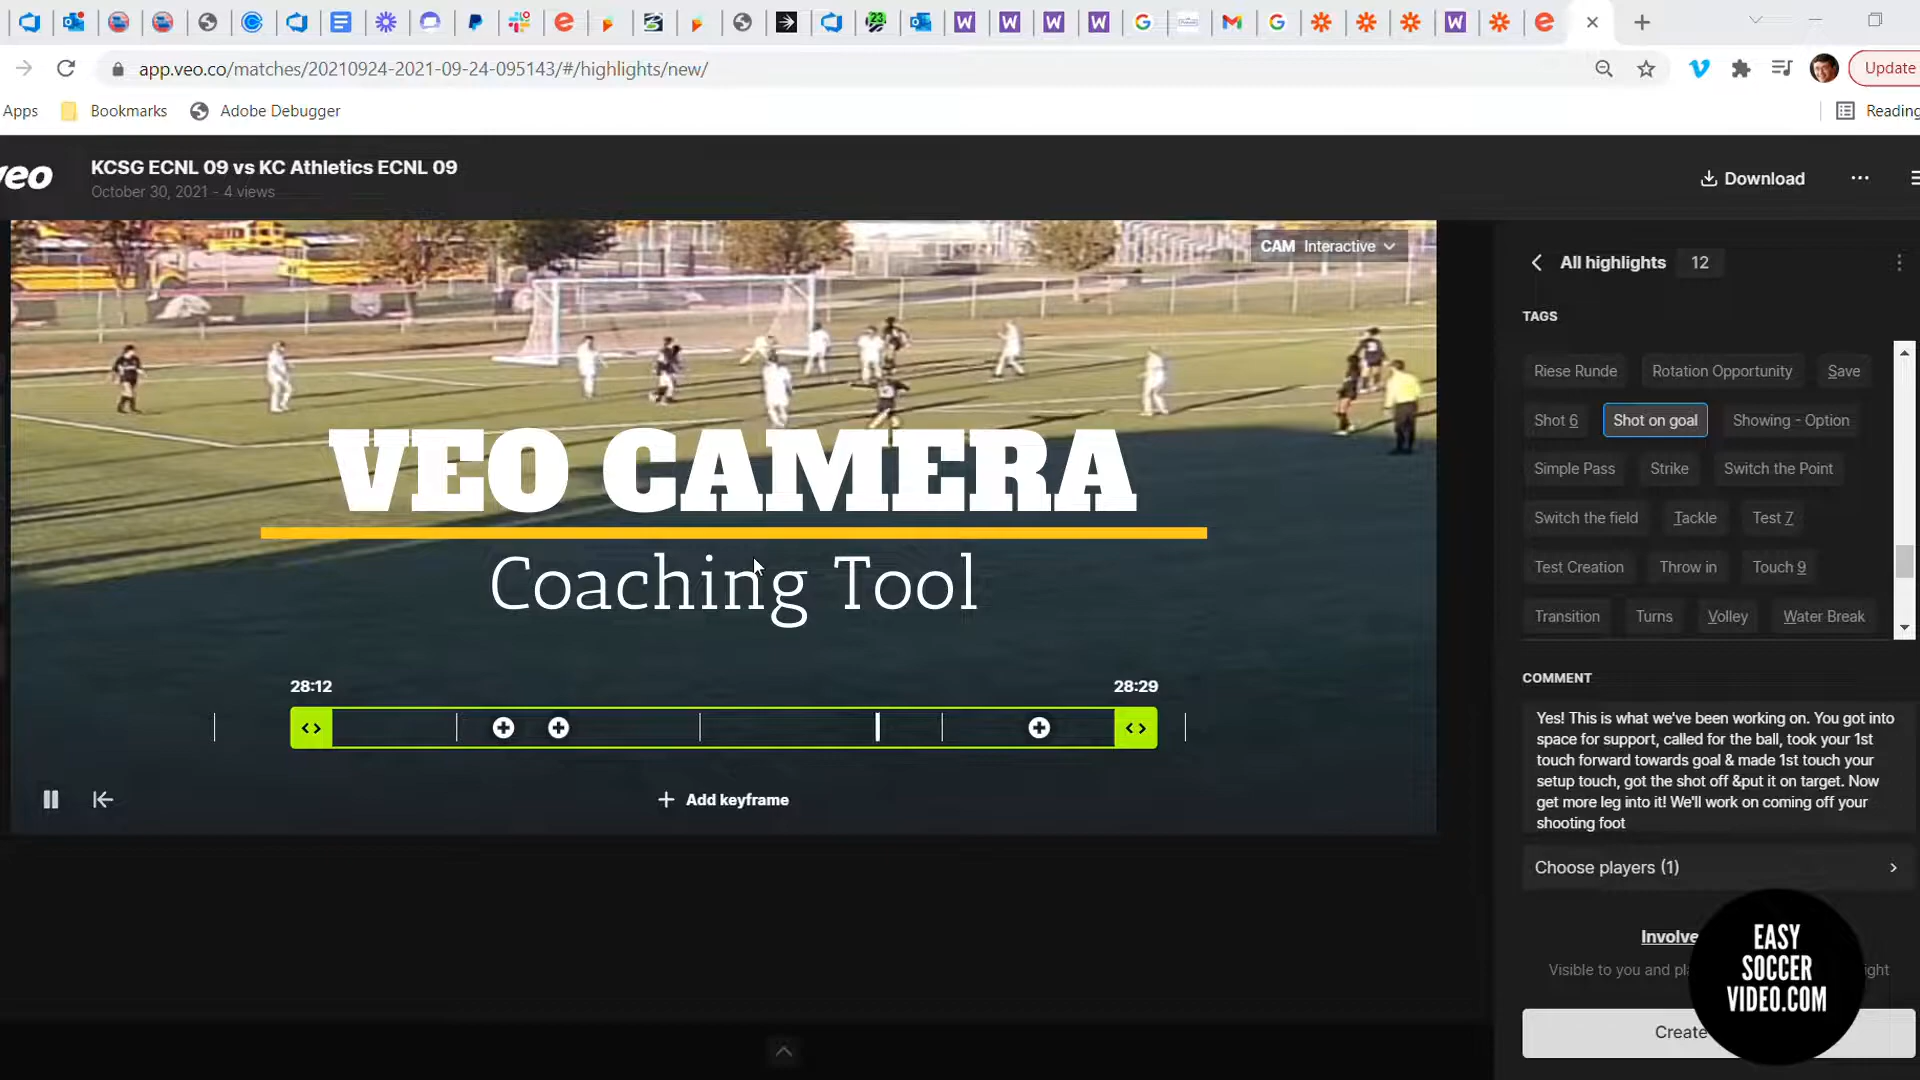 app.veo.co/matches/20210924-2021-09-24-095143/#/highlights/new/
Update
Apps
Bookmarks
Adobe Debugger
Reading
veo
KCSG ECNL 09 vs KC Athletics ECNL 09
October 30, 2021 - 4 views
Download
CAM Interactive
All highlights 12
TAGS
Riese Runde Rotation Opportunity Save
Shot 6 Shot on goal Showing - Option
Simple Pass Strike Switch the Point
Switch the field Tackle Test 7
Test Creation Throw in Touch 9
Transition Turns Volley Water Break
VEO CAMERA
Coaching Tool
28:12 28:29
Add keyframe
COMMENT
Yes! This is what we've been working on. You got into
space for support, called for the ball, took your 1st
touch forward towards goal & made 1st touch your
setup touch, got the shot off &put it on target. Now
get more leg into it! We'll work on coming off your
shooting foot
Choose players (1)
Involve
Visible to you and pl ight
Create
EASY
SOCCER
VIDEO.COM